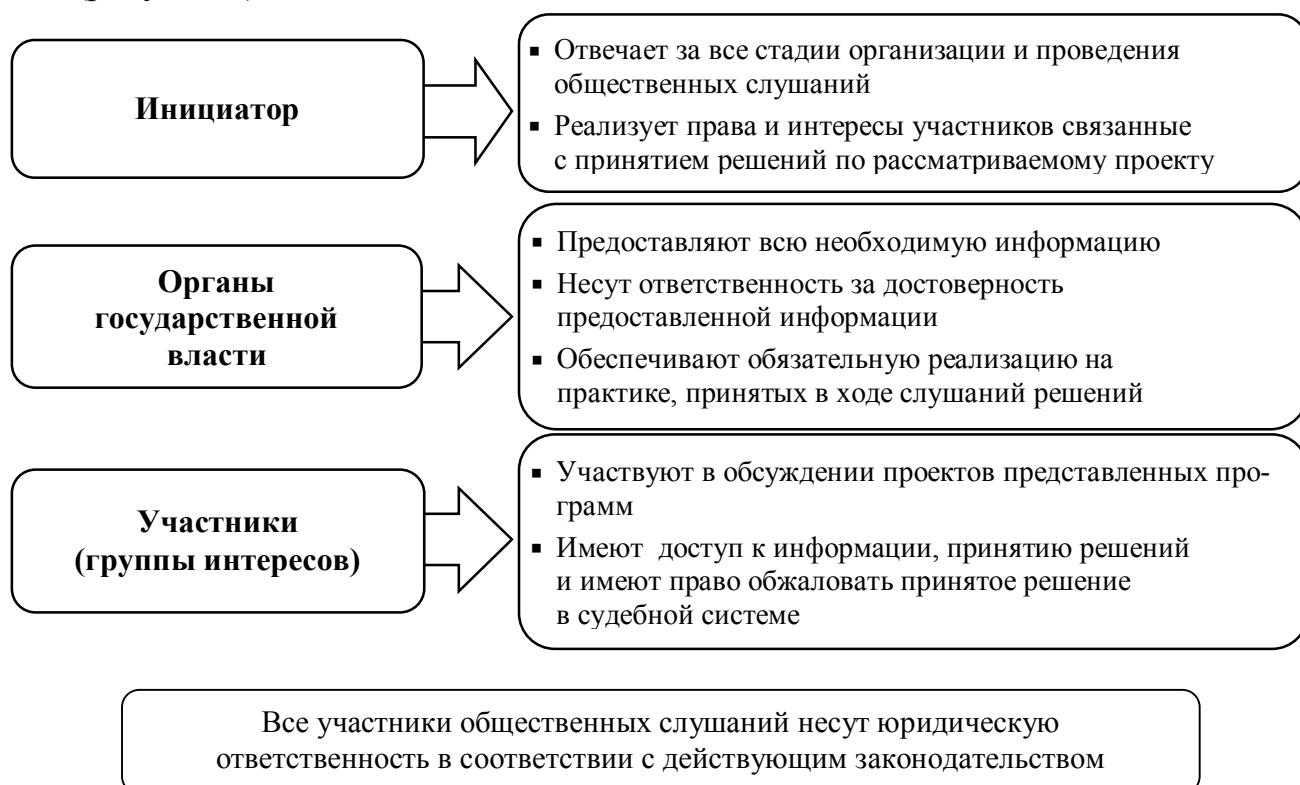 Инициатор
▪ Отвечает за все стадии организации и проведения
общественных слушаний
▪ Реализует права и интересы участников связанные
с принятием решений по рассматриваемому проекту
Органы
государственной
власти
▪ Предоставляют всю необходимую информацию
▪ Несут ответственность за достоверность
предоставленной информации
▪ Обеспечивают обязательную реализацию на
практике, принятых в ходе слушаний решений
Участники
(группы интересов)
▪ Участвуют в обсуждении проектов представленных про-
грамм
▪ Имеют доступ к информации, принятию решений
и имеют право обжаловать принятое решение
в судебной системе
Все участники общественных слушаний несут юридическую
ответственность в соответствии с действующим законодательством